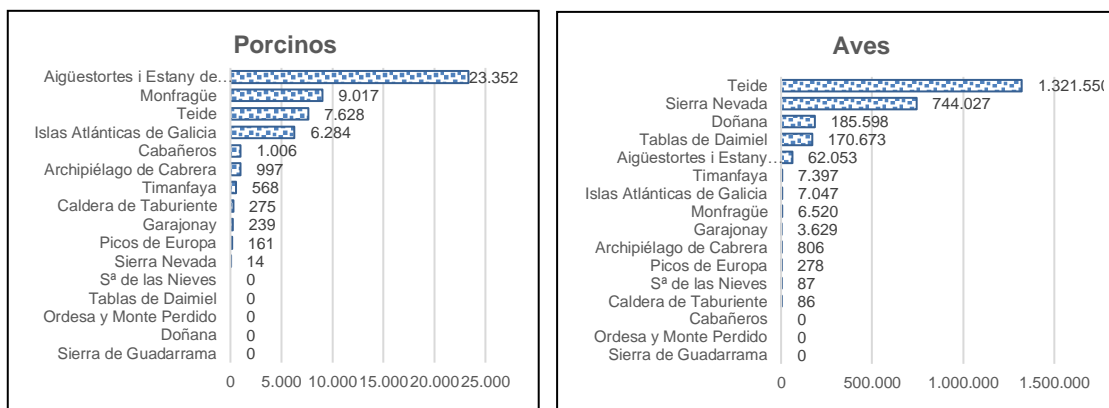 Porcinos
Aigüestortes i Estany de… 23.352
Monfragüe 9.017
Teide 7.628
Islas Atlánticas de Galicia 6.284
Cabañeros 1.006
Archipiélago de Cabrera 997
Timanfaya 568
Caldera de Taburiente 275
Garajonay 239
Picos de Europa 161
Sierra Nevada 14
Sª de las Nieves 0
Tablas de Daimiel 0
Ordesa y Monte Perdido 0
Doñana 0
Sierra de Guadarrama 0
0 5.000 10.000 15.000 20.000 25.000
Aves
Teide 1.321.550
Sierra Nevada 744.027
Doñana 185.598
Tablas de Daimiel 170.673
Aigüestortes i Estany… 62.053
Timanfaya 7.397
Islas Atlánticas de Galicia 7.047
Monfragüe 6.520
Garajonay 3.629
Archipiélago de Cabrera 806
Picos de Europa 278
Sª de las Nieves 87
Caldera de Taburiente 86
Cabañeros 0
Ordesa y Monte Perdido 0
Sierra de Guadarrama 0
0 500.000 1.000.000 1.500.000